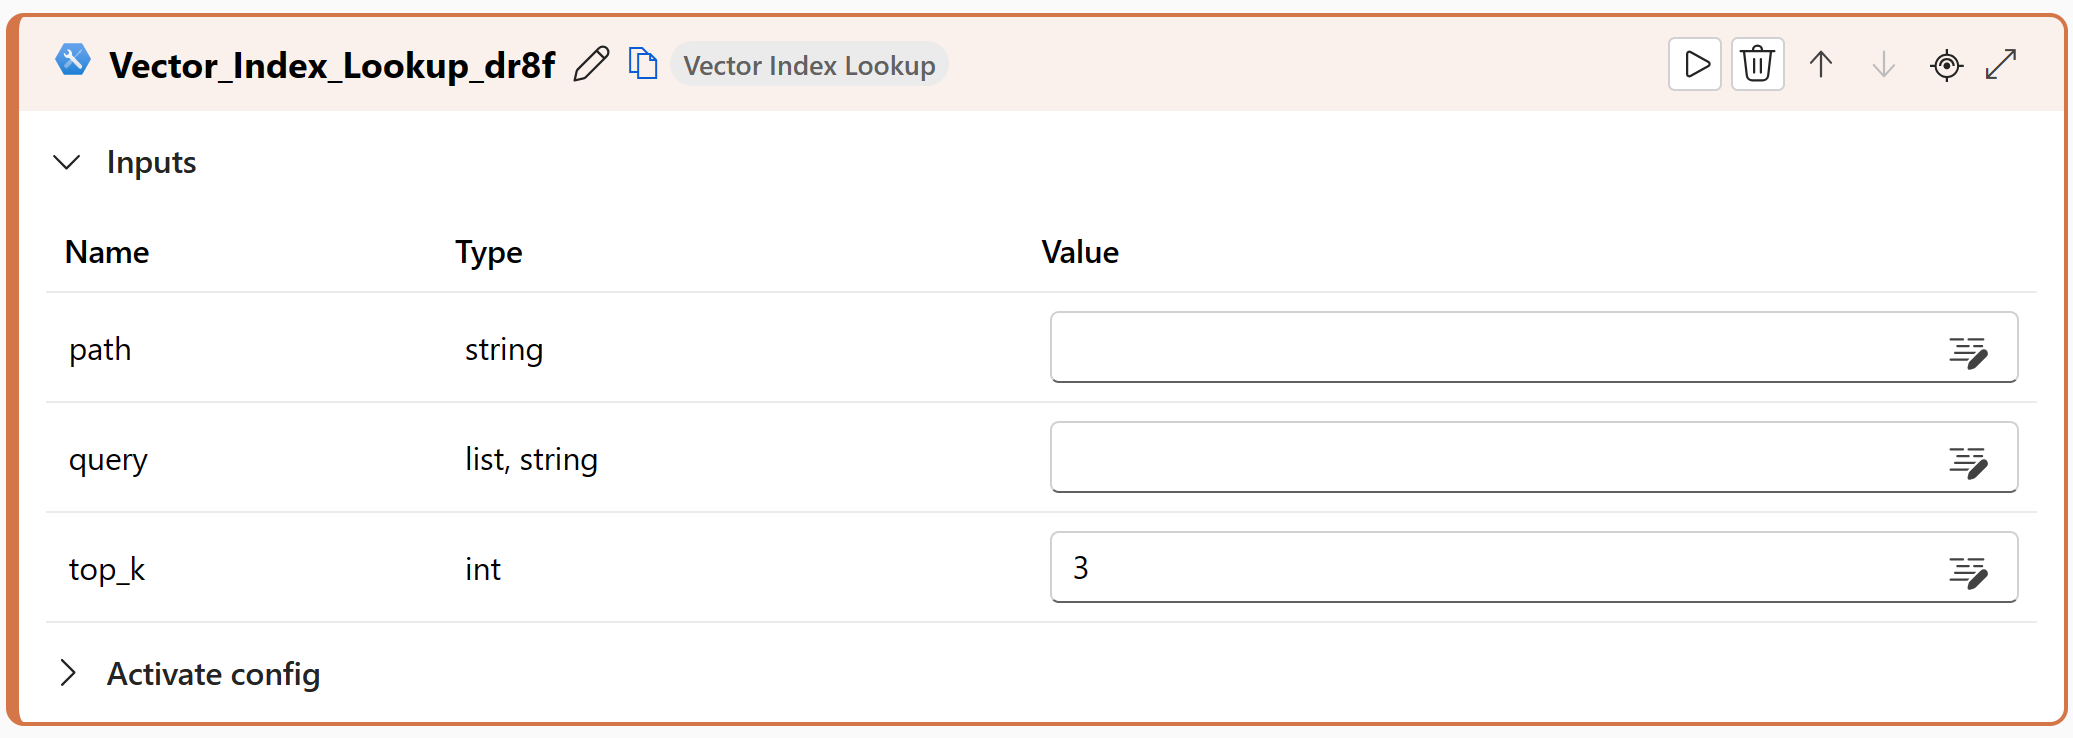 Vector_Index_Lookup_dr8f Vector Index Lookup
Inputs
Name Type Value
path string
query list, string
top_k int 3
Activate config